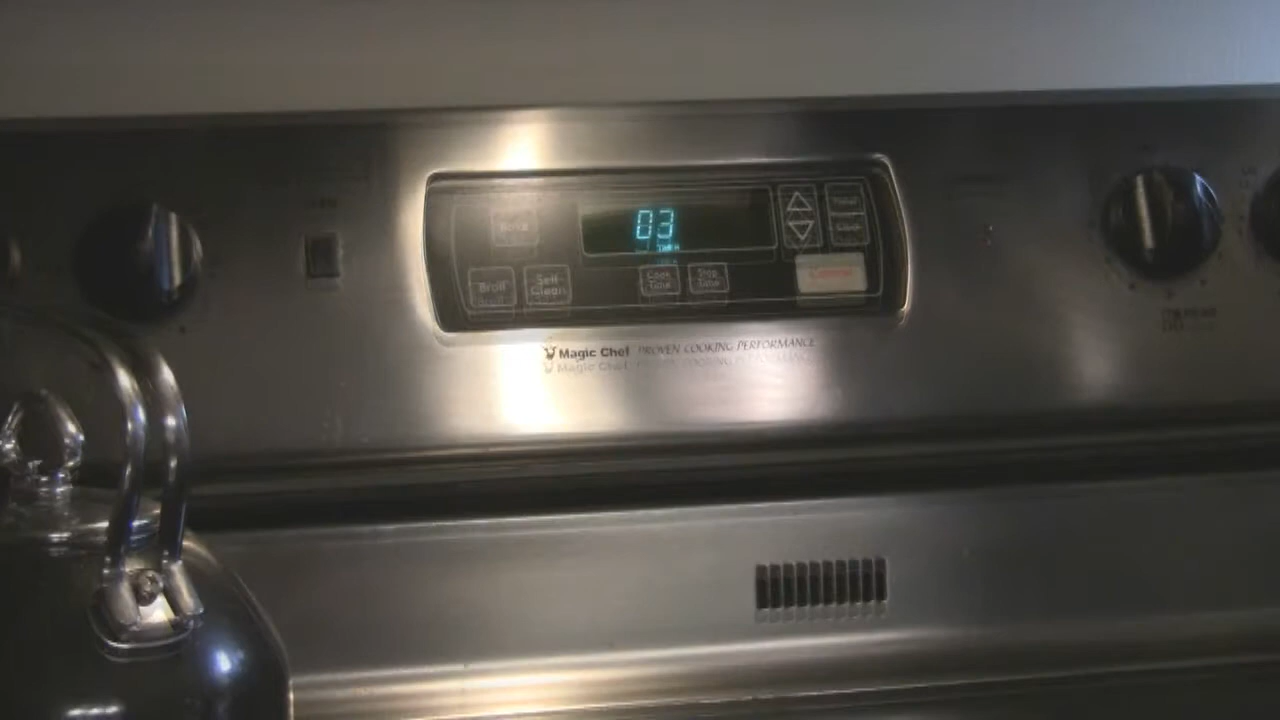 03
TIMER
Bake
Timer
Clock
Broil
Self Clean
Cook Time
Stop Time
Cancel
Magic Chef PROVEN COOKING PERFORMANCE